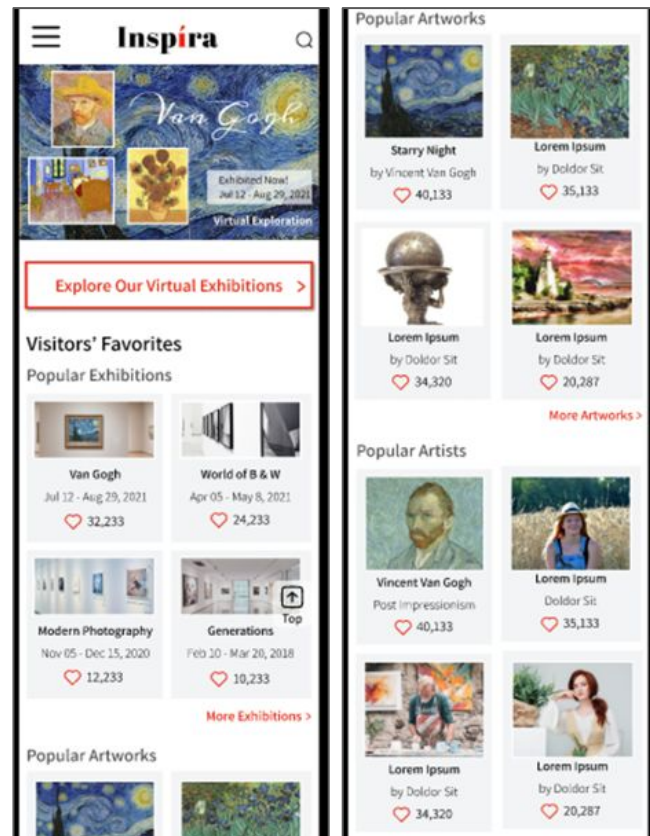 Inspira
Van Gogh
Exhibited Now!
Jul 12 - Aug 29, 2021
Virtual Exploration
Explore Our Virtual Exhibitions >
Visitors' Favorites
Popular Exhibitions
Van Gogh
Jul 12 - Aug 29, 2021
32,233
World of B & W
Apr 05 - May 8, 2021
24,233
Modern Photography
Nov 05 - Dec 15, 2020
12,233
Generations
Feb 10 - Mar 20, 2018
10,233
Top
More Exhibitions >
Popular Artworks
Popular Artworks
Starry Night
by Vincent Van Gogh
40,133
Lorem Ipsum
by Doldor Sit
35,133
Lorem Ipsum
by Doldor Sit
34,320
Lorem Ipsum
by Doldor Sit
20,287
More Artworks >
Popular Artists
Vincent Van Gogh
Post Impressionism
40,133
Lorem Ipsum
Doldor Sit
35,133
Lorem Ipsum
by Doldor Sit
34,320
Lorem Ipsum
by Doldor Sit
20,287